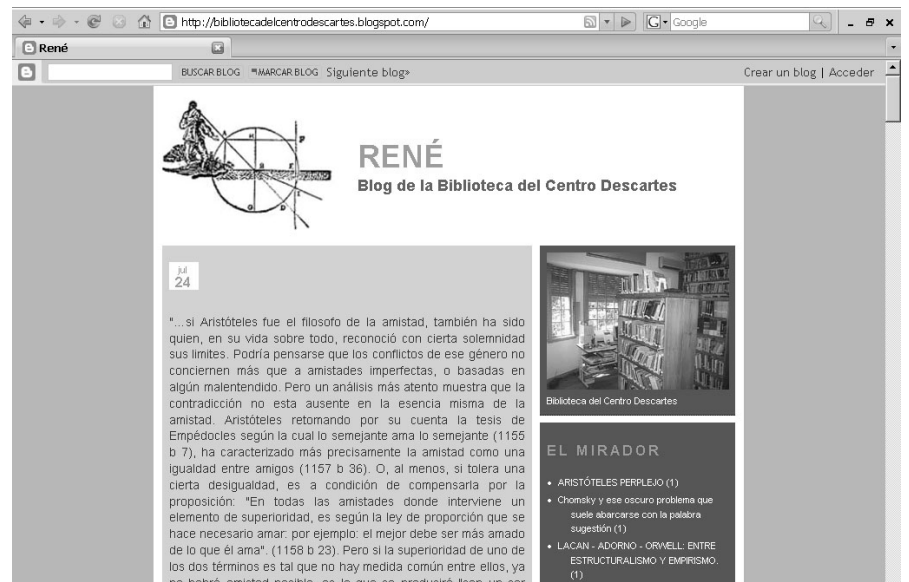 http://bibliotecadelcentrodescartes.blogspot.com/
Google
René
BUSCAR BLOG MARCAR BLOG Siguiente blog»
Crear un blog | Acceder
RENÉ
Blog de la Biblioteca del Centro Descartes
jul
24
"...si Aristóteles fue el filosofo de la amistad, también ha sido
quien, en su vida sobre todo, reconoció con cierta solemnidad
sus limites. Podría pensarse que los conflictos de ese género no
conciernen más que a amistades imperfectas, o basadas en
algún malentendido. Pero un análisis más atento muestra que la
contradicción no esta ausente en la esencia misma de la
amistad. Aristóteles retomando por su cuenta la tesis de
Empédocles según la cual lo semejante ama lo semejante (1155
b 7), ha caracterizado más precisamente la amistad como una
igualdad entre amigos (1157 b 36). O, al menos, si tolera una
cierta desigualdad, es a condición de compensarla por la
proposición: "En todas las amistades donde interviene un
elemento de superioridad, es según la ley de proporción que se
hace necesario amar: por ejemplo: el mejor debe ser más amado
de lo que él ama". (1158 b 23). Pero si la superioridad de uno de
los dos términos es tal que no hay medida común entre ellos, ya
Biblioteca del Centro Descartes
EL MIRADOR
• ARISTÓTELES PERPLEJO (1)
• Chomsky y ese oscuro problema que
suele abarcarse con la palabra
sugestión (1)
• LACAN - ADORNO - ORWELL: ENTRE
ESTRUCTURALISMO Y EMPIRISMO.
(1)